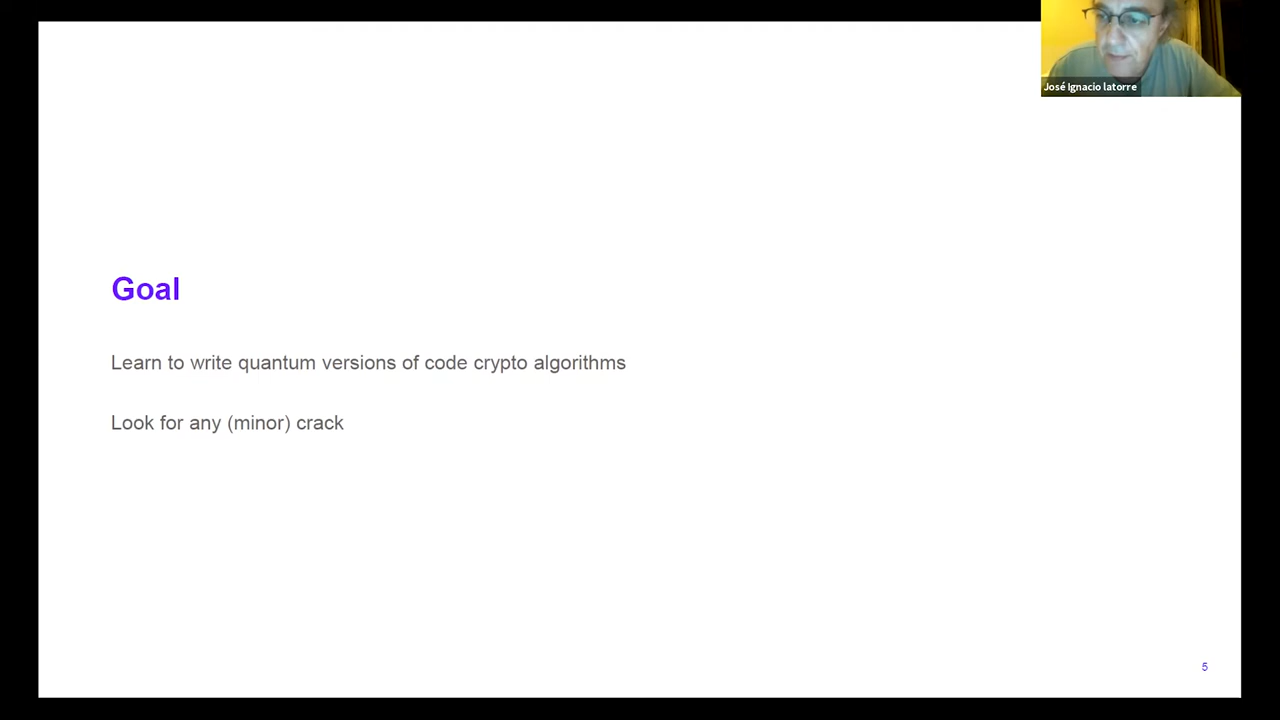 José Ignacio latorre
Goal
Learn to write quantum versions of code crypto algorithms
Look for any (minor) crack
5